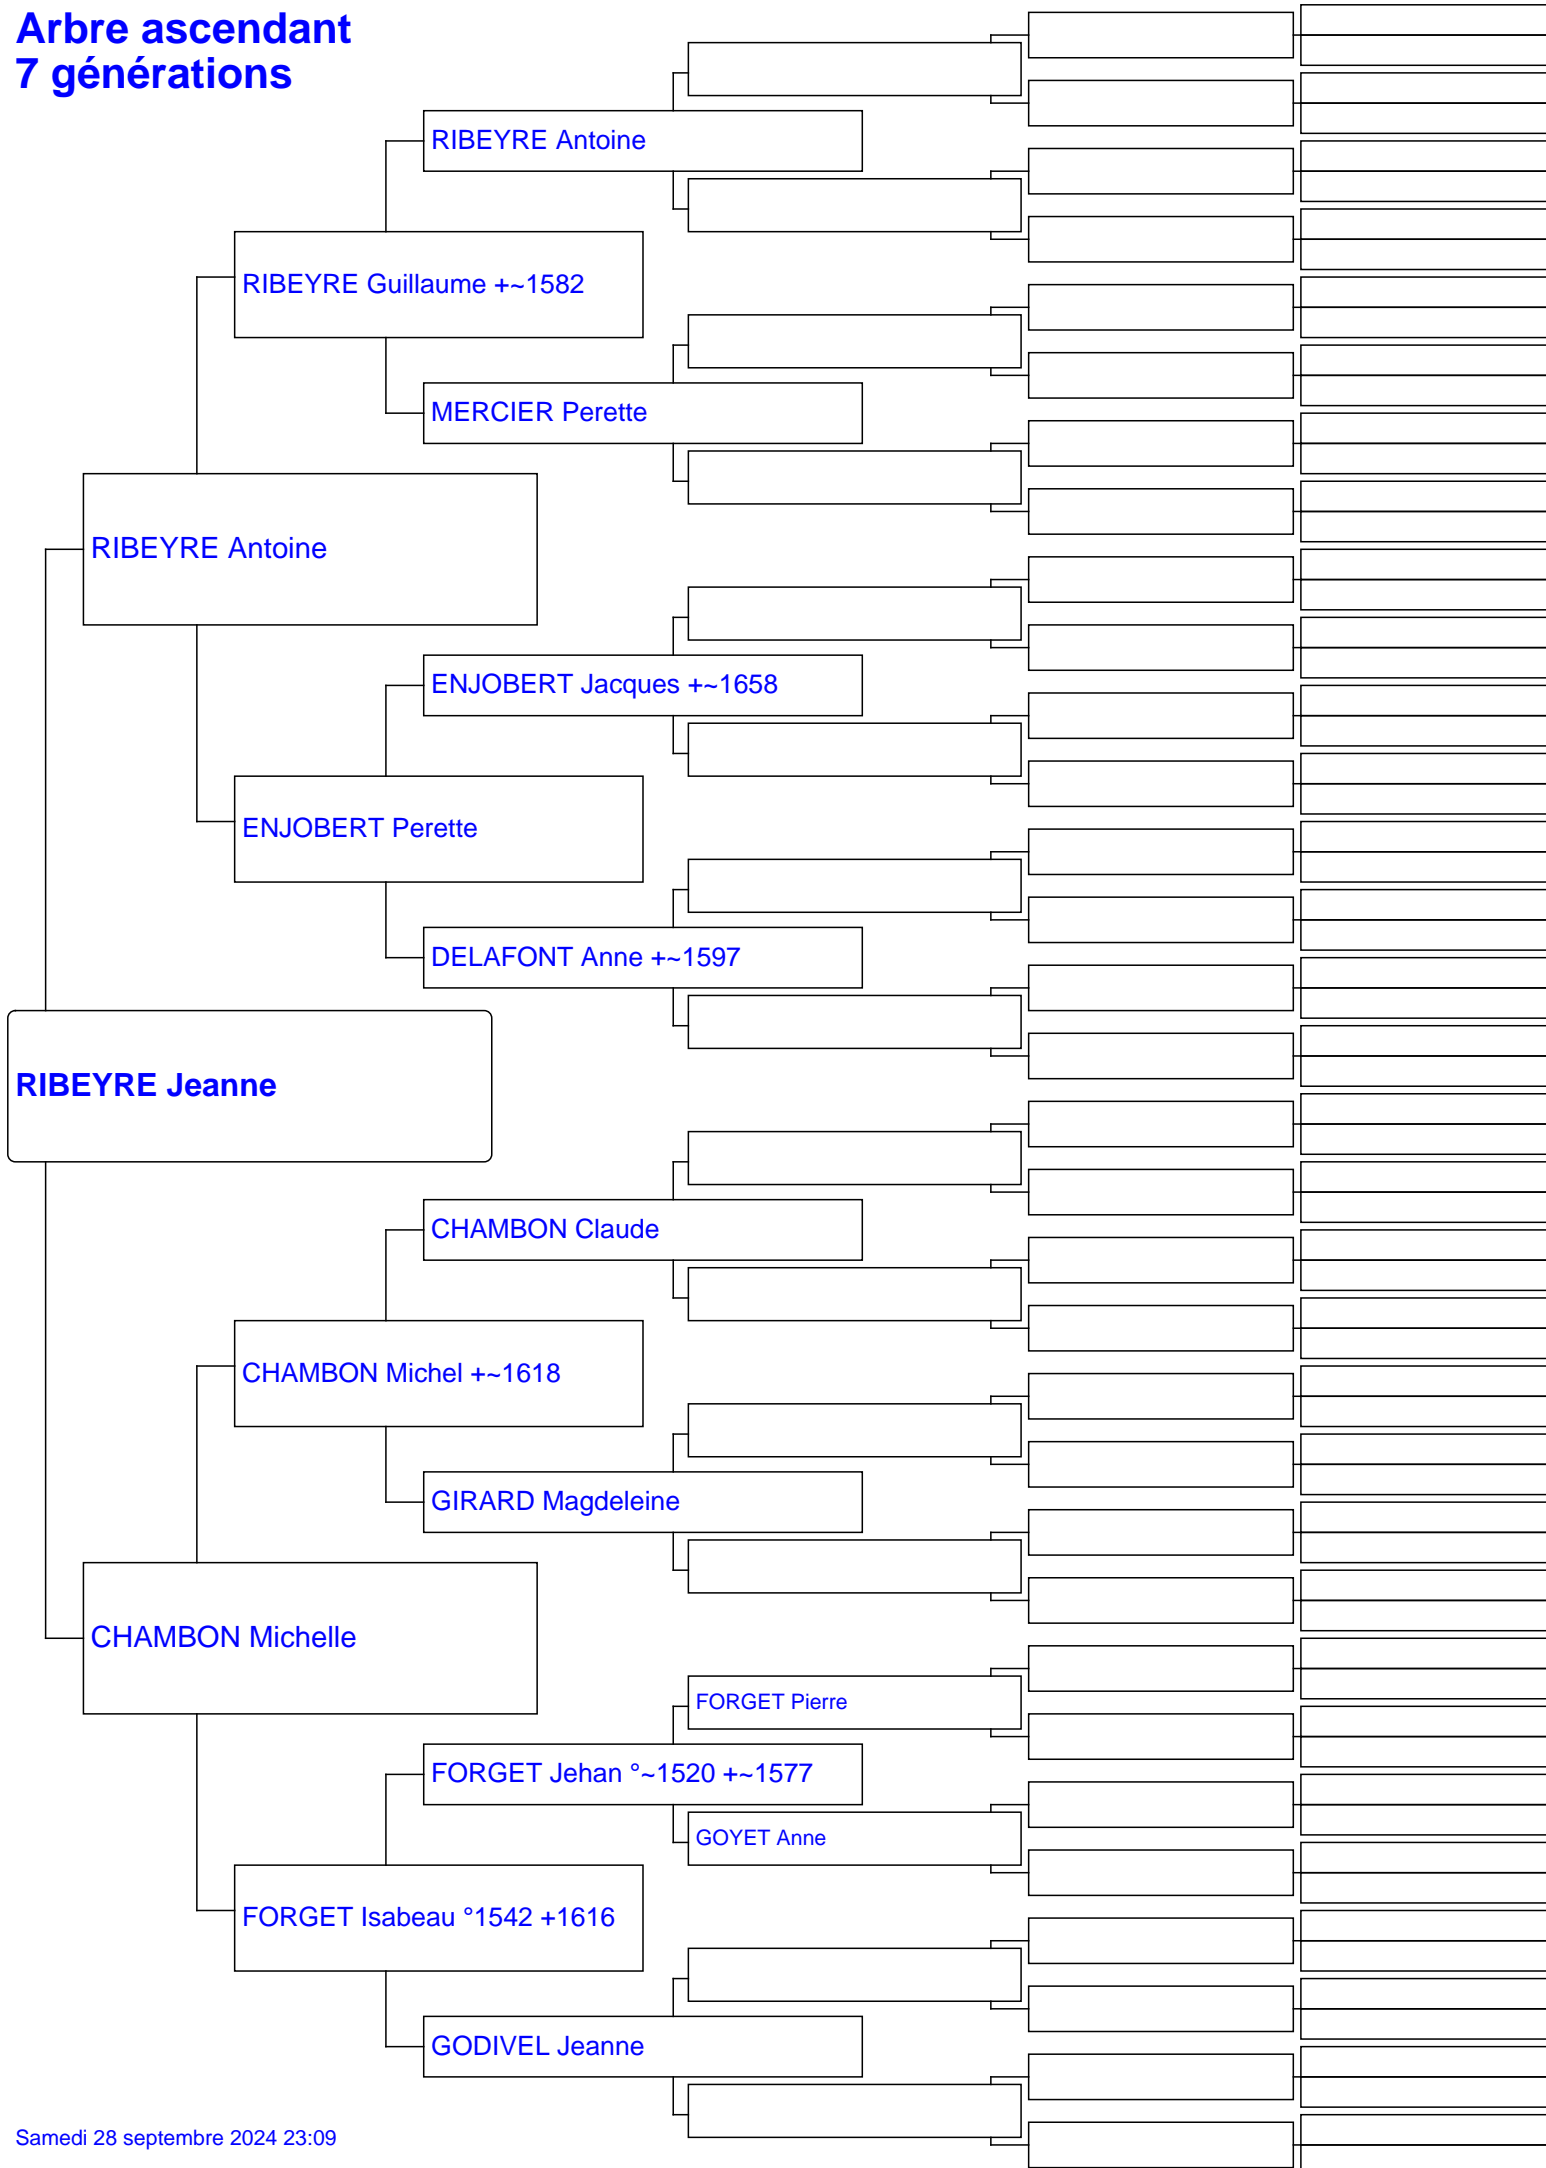 Arbre ascendant
7 générations
RIBEYRE Antoine
RIBEYRE Guillaume +~1582
MERCIER Perette
RIBEYRE Antoine
ENJOBERT Jacques +~1658
ENJOBERT Perette
DELAFONT Anne +~1597
RIBEYRE Jeanne
CHAMBON Claude
CHAMBON Michel +~1618
GIRARD Magdeleine
CHAMBON Michelle
FORGET Pierre
FORGET Jehan °~1520 +~1577
GOYET Anne
FORGET Isabeau °1542 +1616
GODIVEL Jeanne
Samedi 28 septembre 2024 23:09